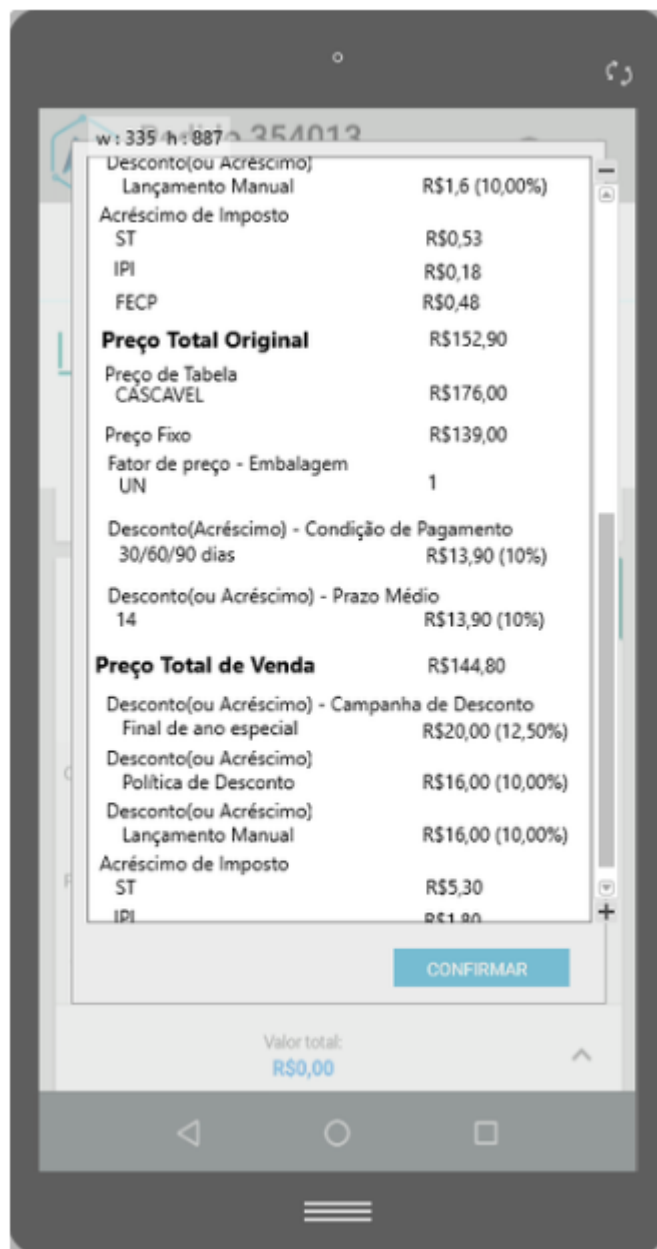 Pedido 354013
w : 335 h : 887
Desconto(ou Acréscimo)
Lançamento Manual R$1,6 (10,00%)
Acréscimo de Imposto
ST R$0,53
IPI R$0,18
FECP R$0,48
Preço Total Original R$152,90
Preço de Tabela
CASCAVEL R$176,00
Preço Fixo R$139,00
Fator de preço - Embalagem
UN 1
Desconto(Acréscimo) - Condição de Pagamento
30/60/90 dias R$13,90 (10%)
Desconto(ou Acréscimo) - Prazo Médio
14 R$13,90 (10%)
Preço Total de Venda R$144,80
Desconto(ou Acréscimo) - Campanha de Desconto
Final de ano especial R$20,00 (12,50%)
Desconto(ou Acréscimo)
Política de Desconto R$16,00 (10,00%)
Desconto(ou Acréscimo)
Lançamento Manual R$16,00 (10,00%)
Acréscimo de Imposto
ST R$5,30
IPI R$1,80
CONFIRMAR
Valor total:
R$0,00